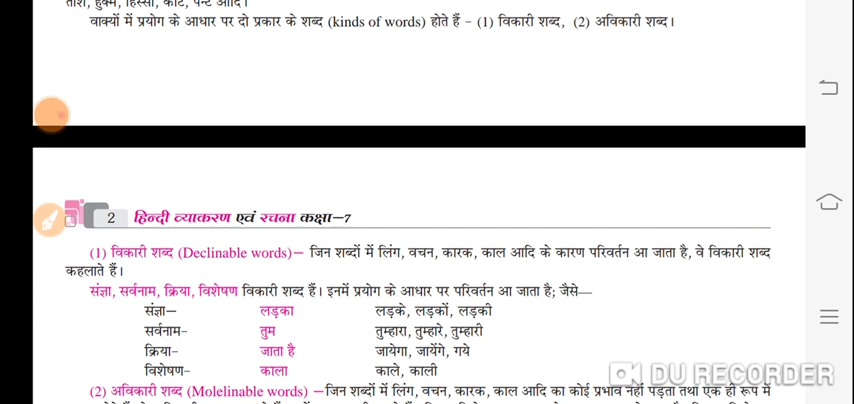 ताश, हुक्म, हिस्सा, कोट, पेन्ट आदि।
वाक्यों में प्रयोग के आधार पर दो प्रकार के शब्द (kinds of words) होते हैं – (1) विकारी शब्द, (2) अविकारी शब्द।
2 हिन्दी व्याकरण एवं रचना कक्षा–7
(1) विकारी शब्द (Declinable words)— जिन शब्दों में लिंग, वचन, कारक, काल आदि के कारण परिवर्तन आ जाता है, वे विकारी शब्द
कहलाते हैं।
संज्ञा, सर्वनाम, क्रिया, विशेषण विकारी शब्द हैं। इनमें प्रयोग के आधार पर परिवर्तन आ जाता है; जैसे—
संज्ञा– लड़का लड़के, लड़कों, लड़की
सर्वनाम– तुम तुम्हारा, तुम्हारे, तुम्हारी
क्रिया– जाता है जायेगा, जायेंगे, गये
विशेषण– काला काले, काली
DU RECORDER
(2) अविकारी शब्द (Molelinable words) –जिन शब्दों में लिंग, वचन, कारक, काल आदि का कोई प्रभाव नहीं पड़ता तथा एक ही रूप में